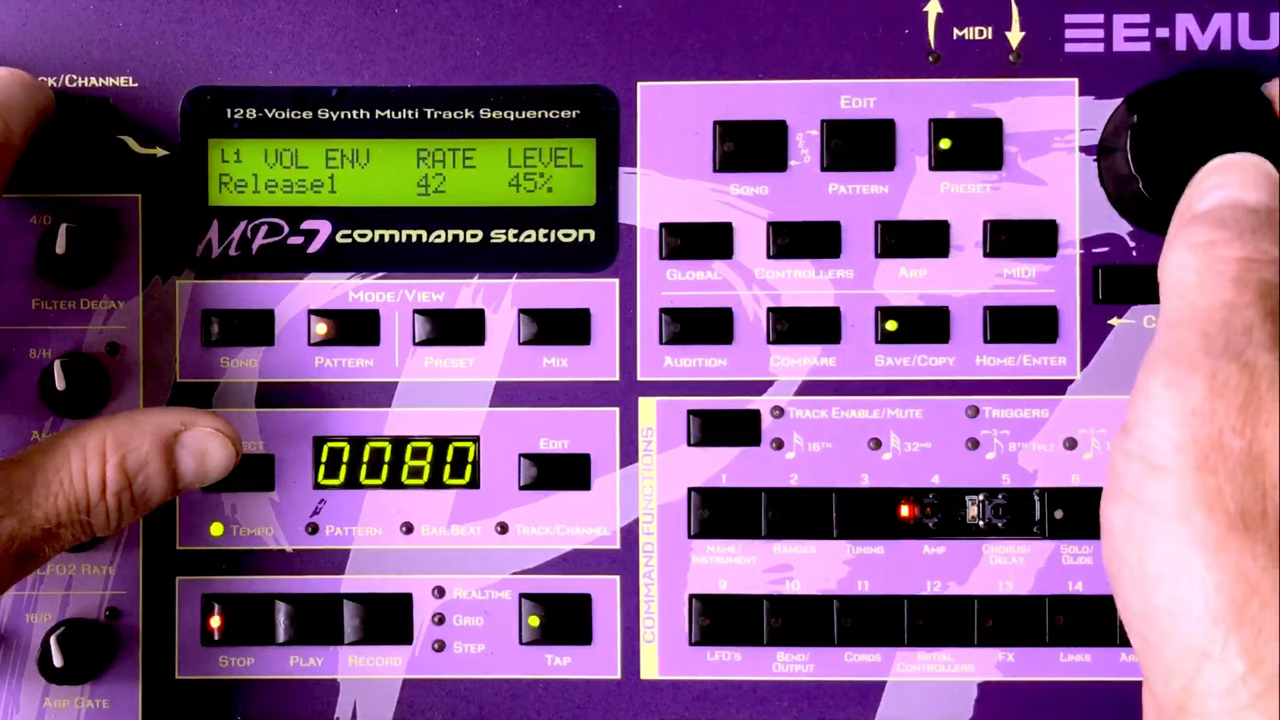 MIDI
E-MU
CK/CHANNEL
128-Voice Synth Multi Track Sequencer
L1 VOL ENV RATE LEVEL
Release1 42 45%
MP-7 command station
EDIT
DEMO
SONG PATTERN PRESET
GLOBAL CONTROLLERS ARP MIDI
AUDITION COMPARE SAVE/COPY HOME/ENTER
4/D
FILTER DECAY
8/H
LFO2 RATE
16/P
ARP GATE
MODE/VIEW
SONG PATTERN PRESET MIX
EDIT
0080
TEMPO PATTERN BAR:BEAT TRACK/CHANNEL
REALTIME
GRID
STEP
STOP PLAY RECORD TAP
COMMAND FUNCTIONS
TRACK ENABLE/MUTE TRIGGERS
16TH 32ND 8TH TPLT
1 2 3 4 5 6
NAME/INSTRUMENT RANGES TUNING AMP CHORUS/DELAY SOLO/GLIDE
9 10 11 12 13 14
LFO'S BEND/OUTPUT CORDS INITIAL CONTROLLERS FX LINKS